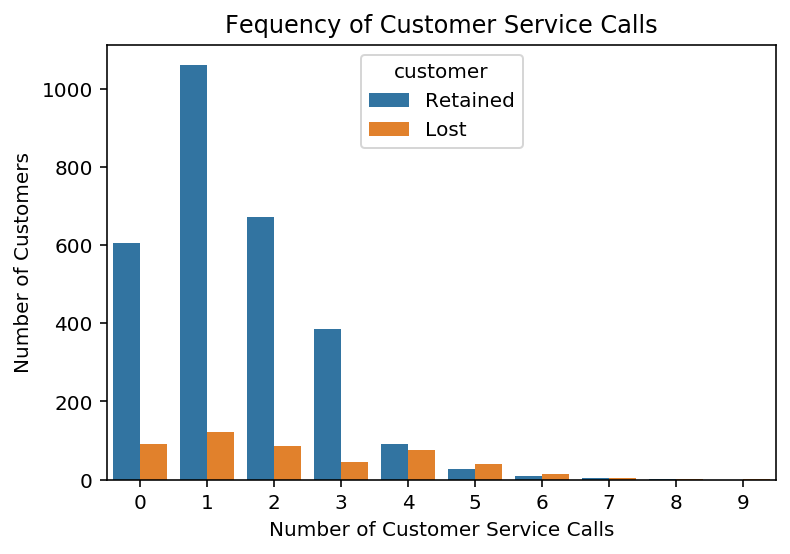 Fequency of Customer Service Calls
customer
Retained
Lost
Number of Customers
1000
800
600
400
200
0
0 1 2 3 4 5 6 7 8 9
Number of Customer Service Calls